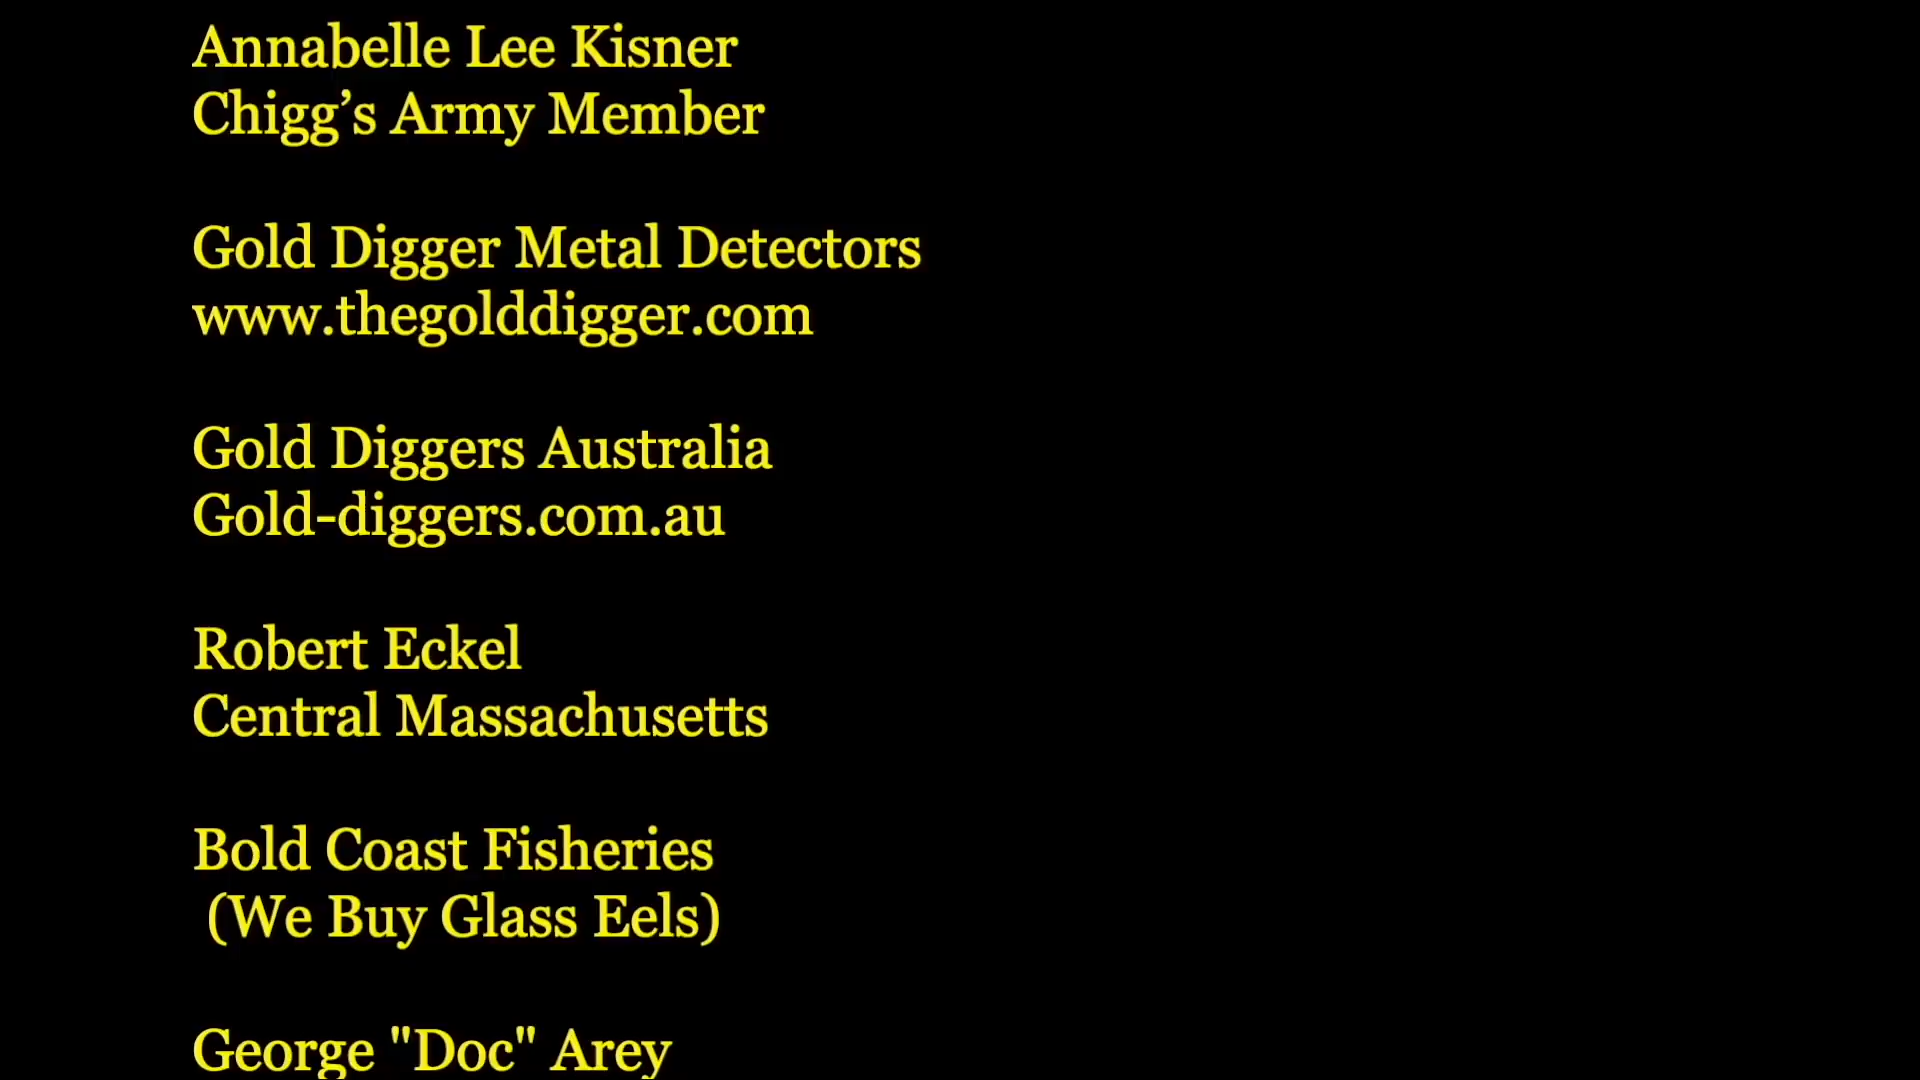 Annabelle Lee Kisner
Chigg’s Army Member
Gold Digger Metal Detectors
www.thegolddigger.com
Gold Diggers Australia
Gold-diggers.com.au
Robert Eckel
Central Massachusetts
Bold Coast Fisheries
(We Buy Glass Eels)
George "Doc" Arey